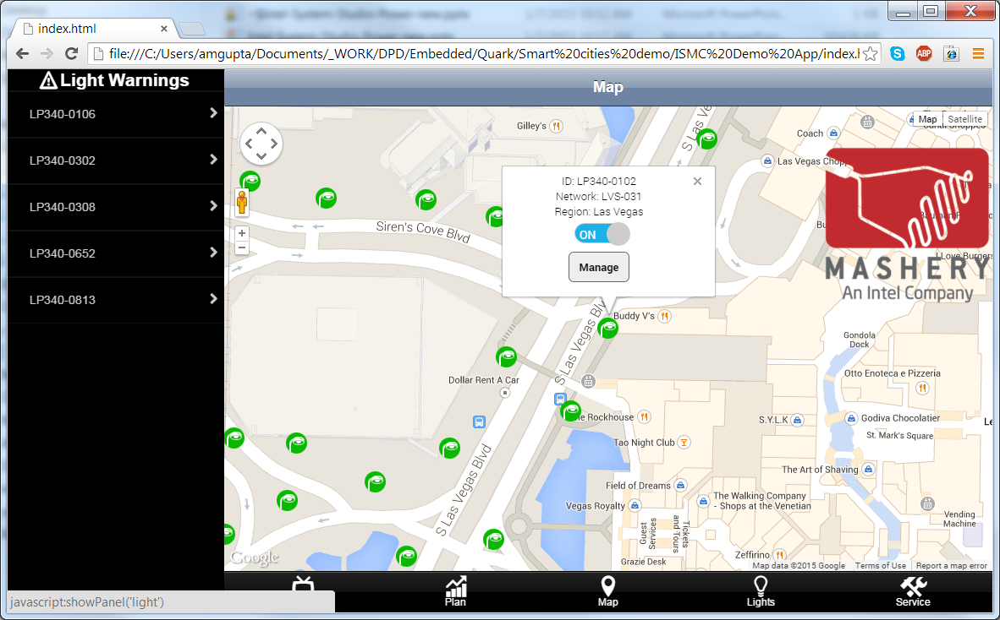 index.html
file:///C:/Users/amgupta/Documents/_WORK/DPD/Embedded/Quark/Smart%20cities%20demo/ISMC%20Demo%20App/index.h
ABP
Light Warnings
LP340-0106
LP340-0302
LP340-0308
LP340-0652
LP340-0813
Map
Map
Satellite
Gilley's
S Las V
Coach
Las Vegas Chop
Siren's Cove Blvd
ID: LP340-0102
Network: LVS-031
Region: Las Vegas
ON
Manage
I Love Burgers
MASHERY
An Intel Company
Buddy V's
S Las Vegas Blv
Gondola
Dock
Dollar Rent A Car
Otto Enoteca e Pizzeria
Rockhouse
S.Y.L.K
Godiva Chocolatier
St. Mark's Square
Tao Night Club
S Las Vegas Blvd
The Art of Shaving
Field of Dreams
The Walking Company
- Shops at the Venetian
Vegas Royalty
Vending
Machine
Guest
Services
Tickets
and Tours
Zeffirino
Grazie Desk
Google
Map data ©2015 Google
Terms of Use
Report a map error
Plan
Map
Lights
Service
javascript:showPanel('light')